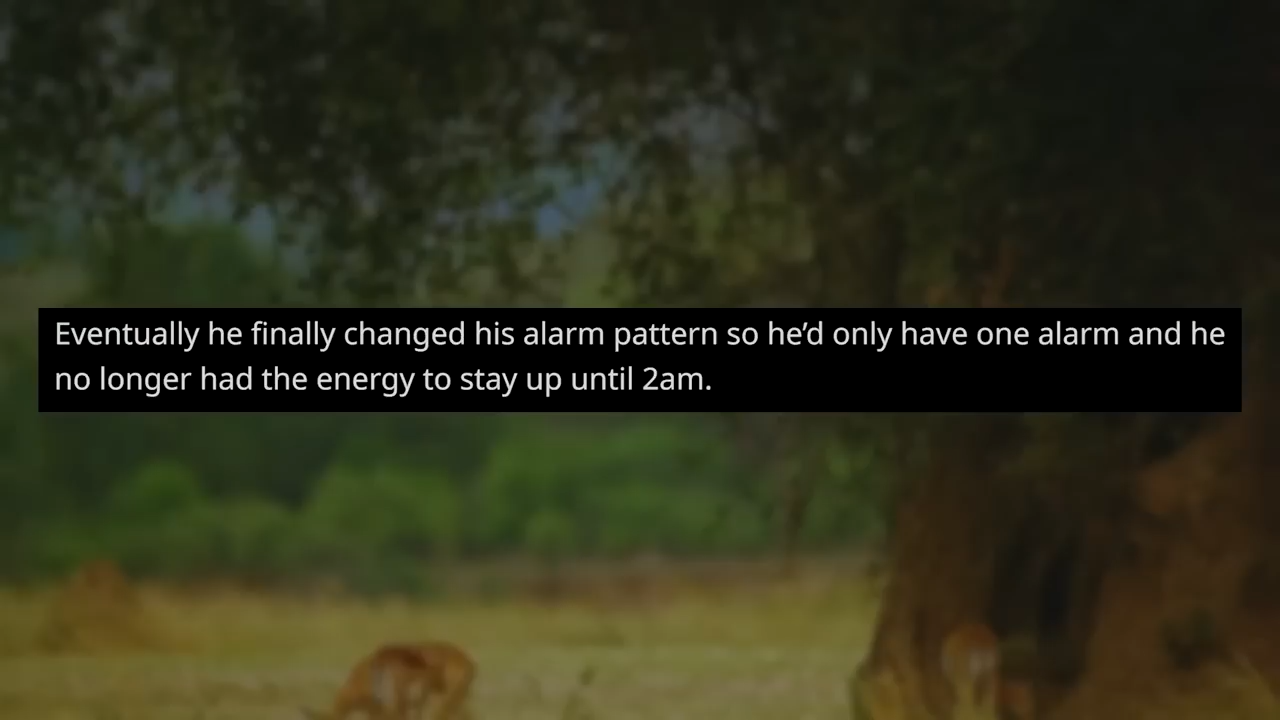 Eventually he finally changed his alarm pattern so he’d only have one alarm and he
no longer had the energy to stay up until 2am.